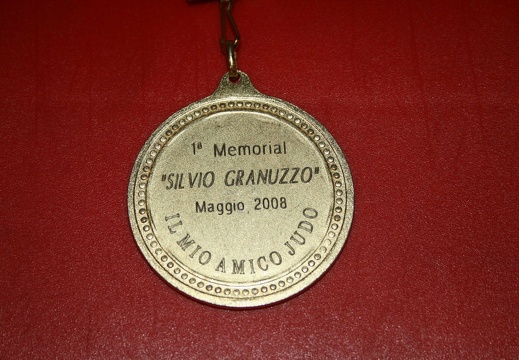 1ª Memorial
"SILVIO GRANUZZO"
Maggio 2008
IL MIO AMICO JUDO